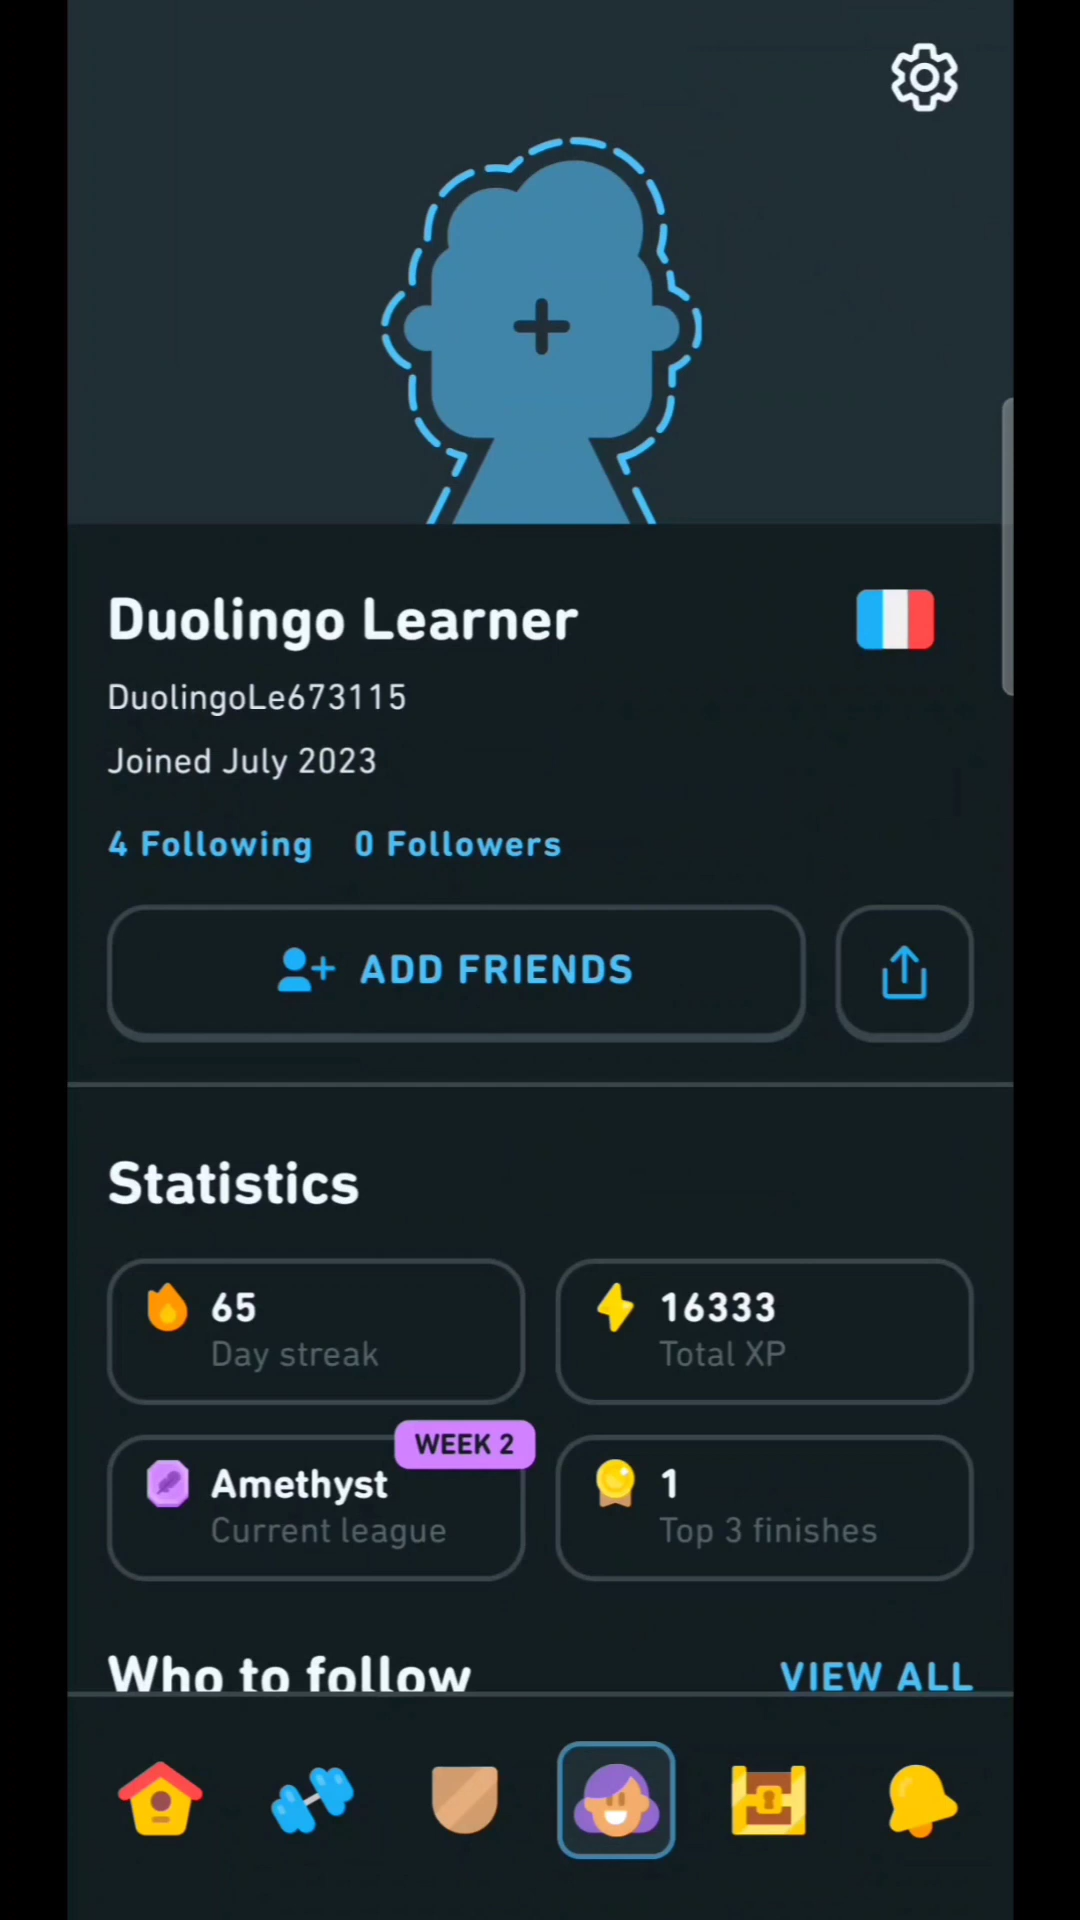 Duolingo Learner
DuolingoLe673115
Joined July 2023
4 Following 0 Followers
ADD FRIENDS
Statistics
65
Day streak
16333
Total XP
WEEK 2
Amethyst
Current league
1
Top 3 finishes
Who to follow
VIEW ALL